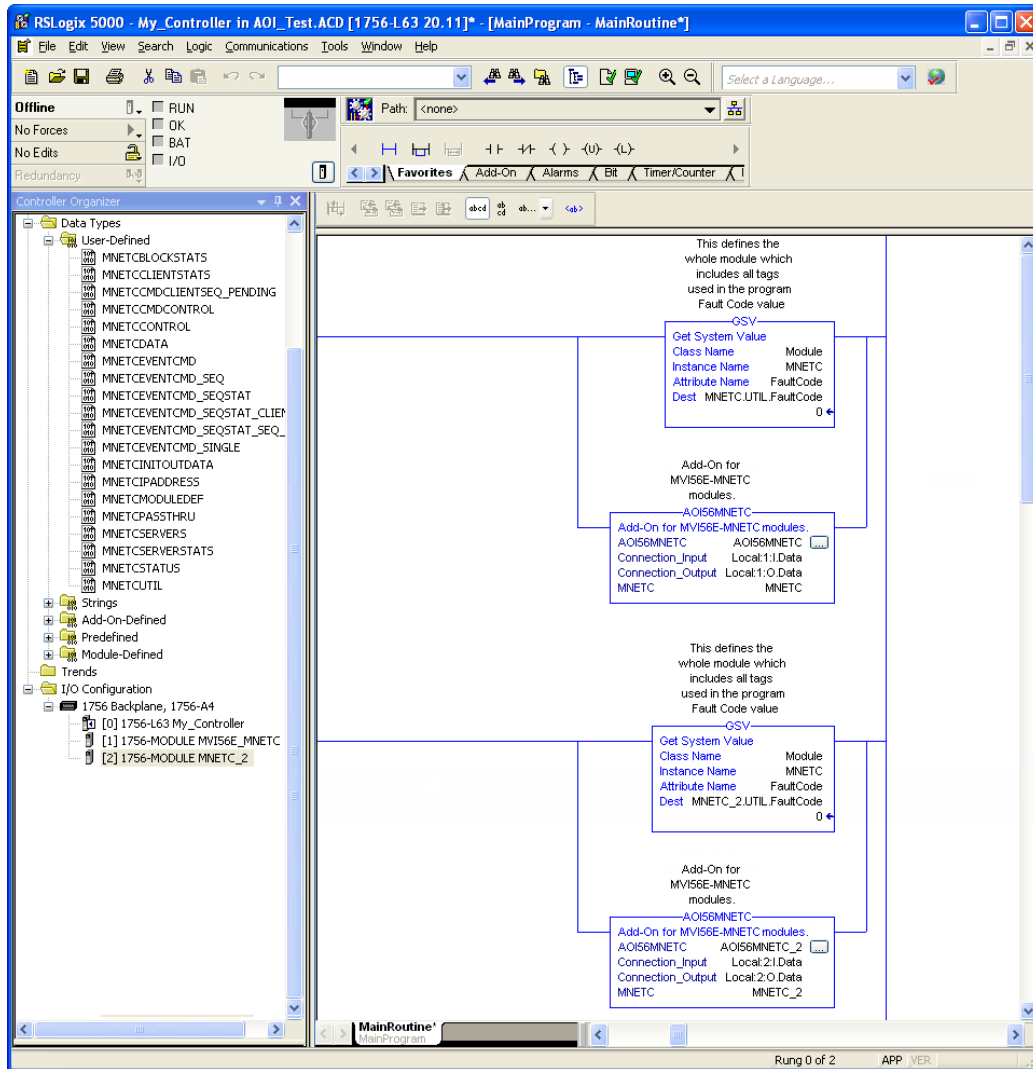 RSLogix 5000 - My_Controller in AOI_Test.ACD [1756-L63 20.11]* - [MainProgram - MainRoutine*]
File Edit View Search Logic Communications Tools Window Help
Select a Language...
Offline
RUN
No Forces
OK
No Edits
BAT
Redundancy
I/O
Path: <none>
Favorites Add-On Alarms Bit Timer/Counter
Controller Organizer
Data Types
User-Defined
MNETCBLOCKSTATS
MNETCCLIENTSTATS
MNETCCMDCLIENTSEQ_PENDING
MNETCCMDCONTROL
MNETCCONTROL
MNETCDATA
MNETCEVENTCMD
MNETCEVENTCMD_SEQ
MNETCEVENTCMD_SEQSTAT
MNETCEVENTCMD_SEQSTAT_CLIEN
MNETCEVENTCMD_SEQSTAT_SEQ_
MNETCEVENTCMD_SINGLE
MNETCINITOUTDATA
MNETCIPADDRESS
MNETCMODULEDEF
MNETCPASSTHRU
MNETCSERVERS
MNETCSERVERSTATS
MNETCSTATUS
MNETCUTIL
Strings
Add-On-Defined
Predefined
Module-Defined
Trends
I/O Configuration
1756 Backplane, 1756-A4
[0] 1756-L63 My_Controller
[1] 1756-MODULE MVI56E_MNETC
[2] 1756-MODULE MNETC_2
This defines the
whole module which
includes all tags
used in the program
Fault Code value
GSV
Get System Value
Class Name Module
Instance Name MNETC
Attribute Name FaultCode
Dest MNETC.UTIL.FaultCode
0
Add-On for
MVI56E-MNETC
modules.
AOI56MNETC
Add-On for MVI56E-MNETC modules.
AOI56MNETC AOI56MNETC ...
Connection_Input Local:1:I.Data
Connection_Output Local:1:O.Data
MNETC MNETC
This defines the
whole module which
includes all tags
used in the program
Fault Code value
GSV
Get System Value
Class Name Module
Instance Name MNETC
Attribute Name FaultCode
Dest MNETC_2.UTIL.FaultCode
0
Add-On for
MVI56E-MNETC
modules.
AOI56MNETC
Add-On for MVI56E-MNETC modules.
AOI56MNETC AOI56MNETC_2 ...
Connection_Input Local:2:I.Data
Connection_Output Local:2:O.Data
MNETC MNETC_2
MainRoutine*
MainProgram
Rung 0 of 2 APP VER